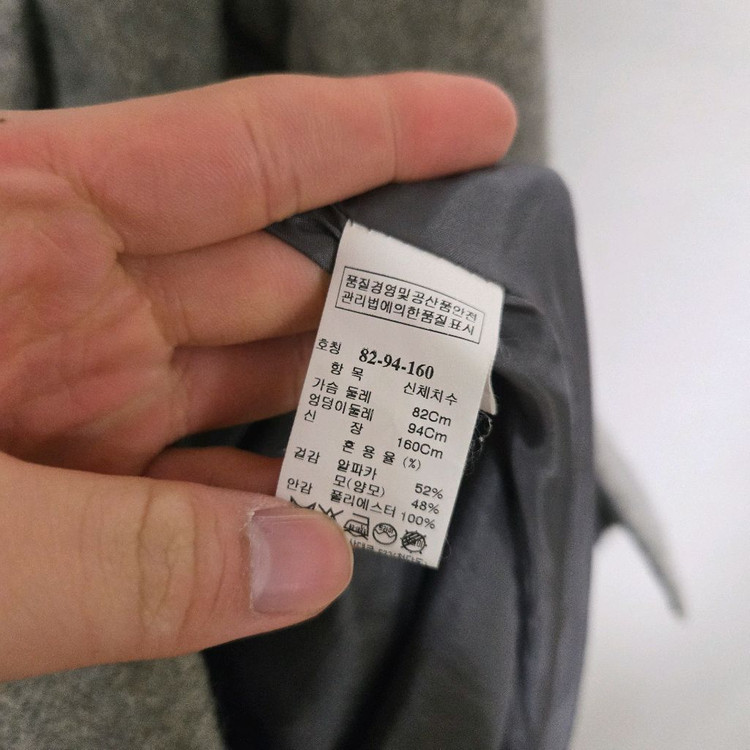 품질경영및공산품안전
관리법에의한품질표시
호칭 82-94-160
항 목 신체치수
가슴 둘레 82Cm
엉덩이둘레 94Cm
신 장 160Cm
혼 용 율 (%)
겉감 알파카 52%
모(양모) 48%
안감 폴리에스터 100%